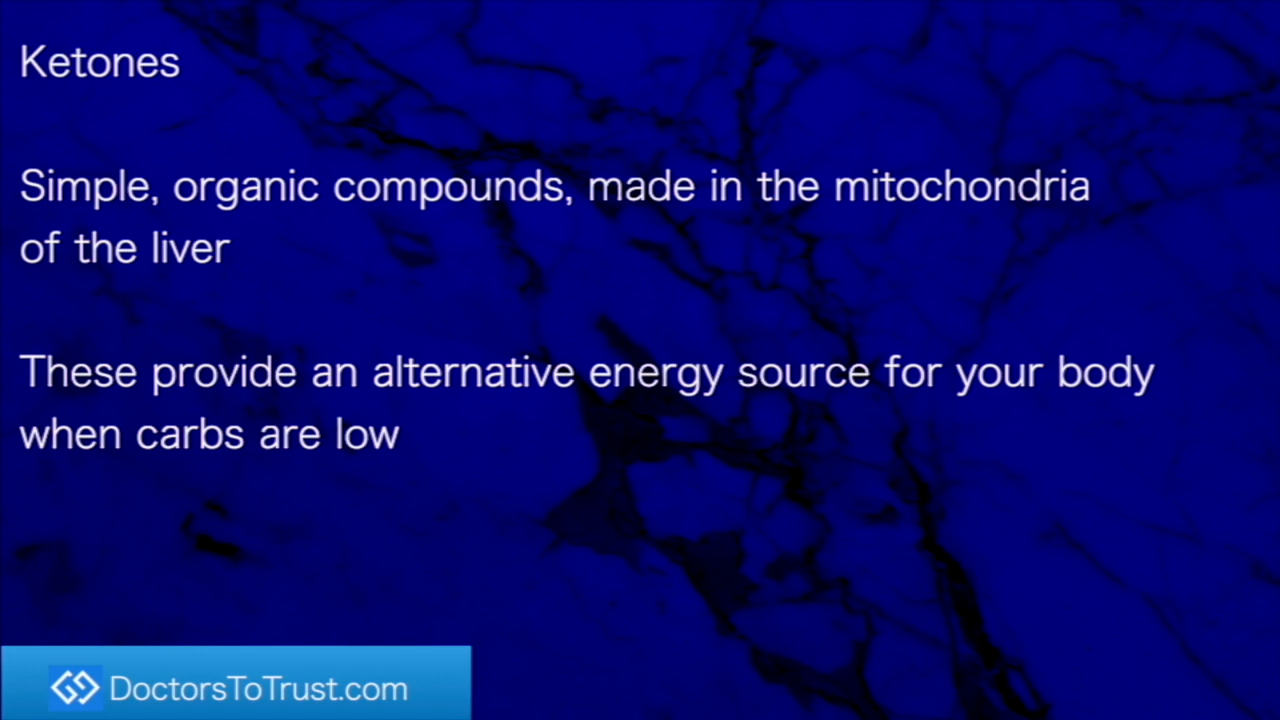 Ketones
Simple, organic compounds, made in the mitochondria
of the liver
These provide an alternative energy source for your body
when carbs are low
DoctorsToTrust.com